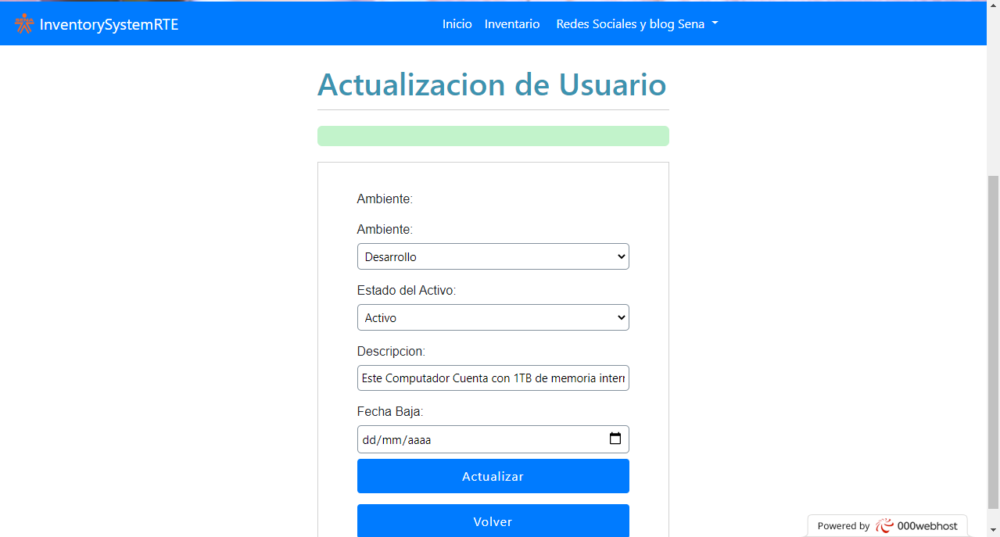 InventorySystemRTE Inicio Inventario Redes Sociales y blog Sena
Actualizacion de Usuario
Ambiente:
Ambiente:
Desarrollo
Estado del Activo:
Activo
Descripcion:
Este Computador Cuenta con 1TB de memoria intern
Fecha Baja:
dd/mm/aaaa
Actualizar
Volver
Powered by 000webhost